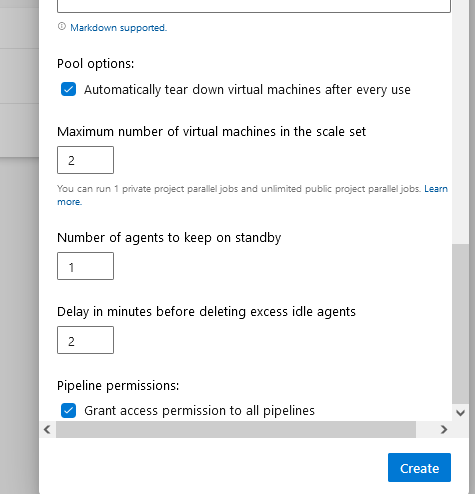 Markdown supported.
Pool options:
Automatically tear down virtual machines after every use
Maximum number of virtual machines in the scale set
2
You can run 1 private project parallel jobs and unlimited public project parallel jobs. Learn
more.
Number of agents to keep on standby
1
Delay in minutes before deleting excess idle agents
2
Pipeline permissions:
Grant access permission to all pipelines
Create